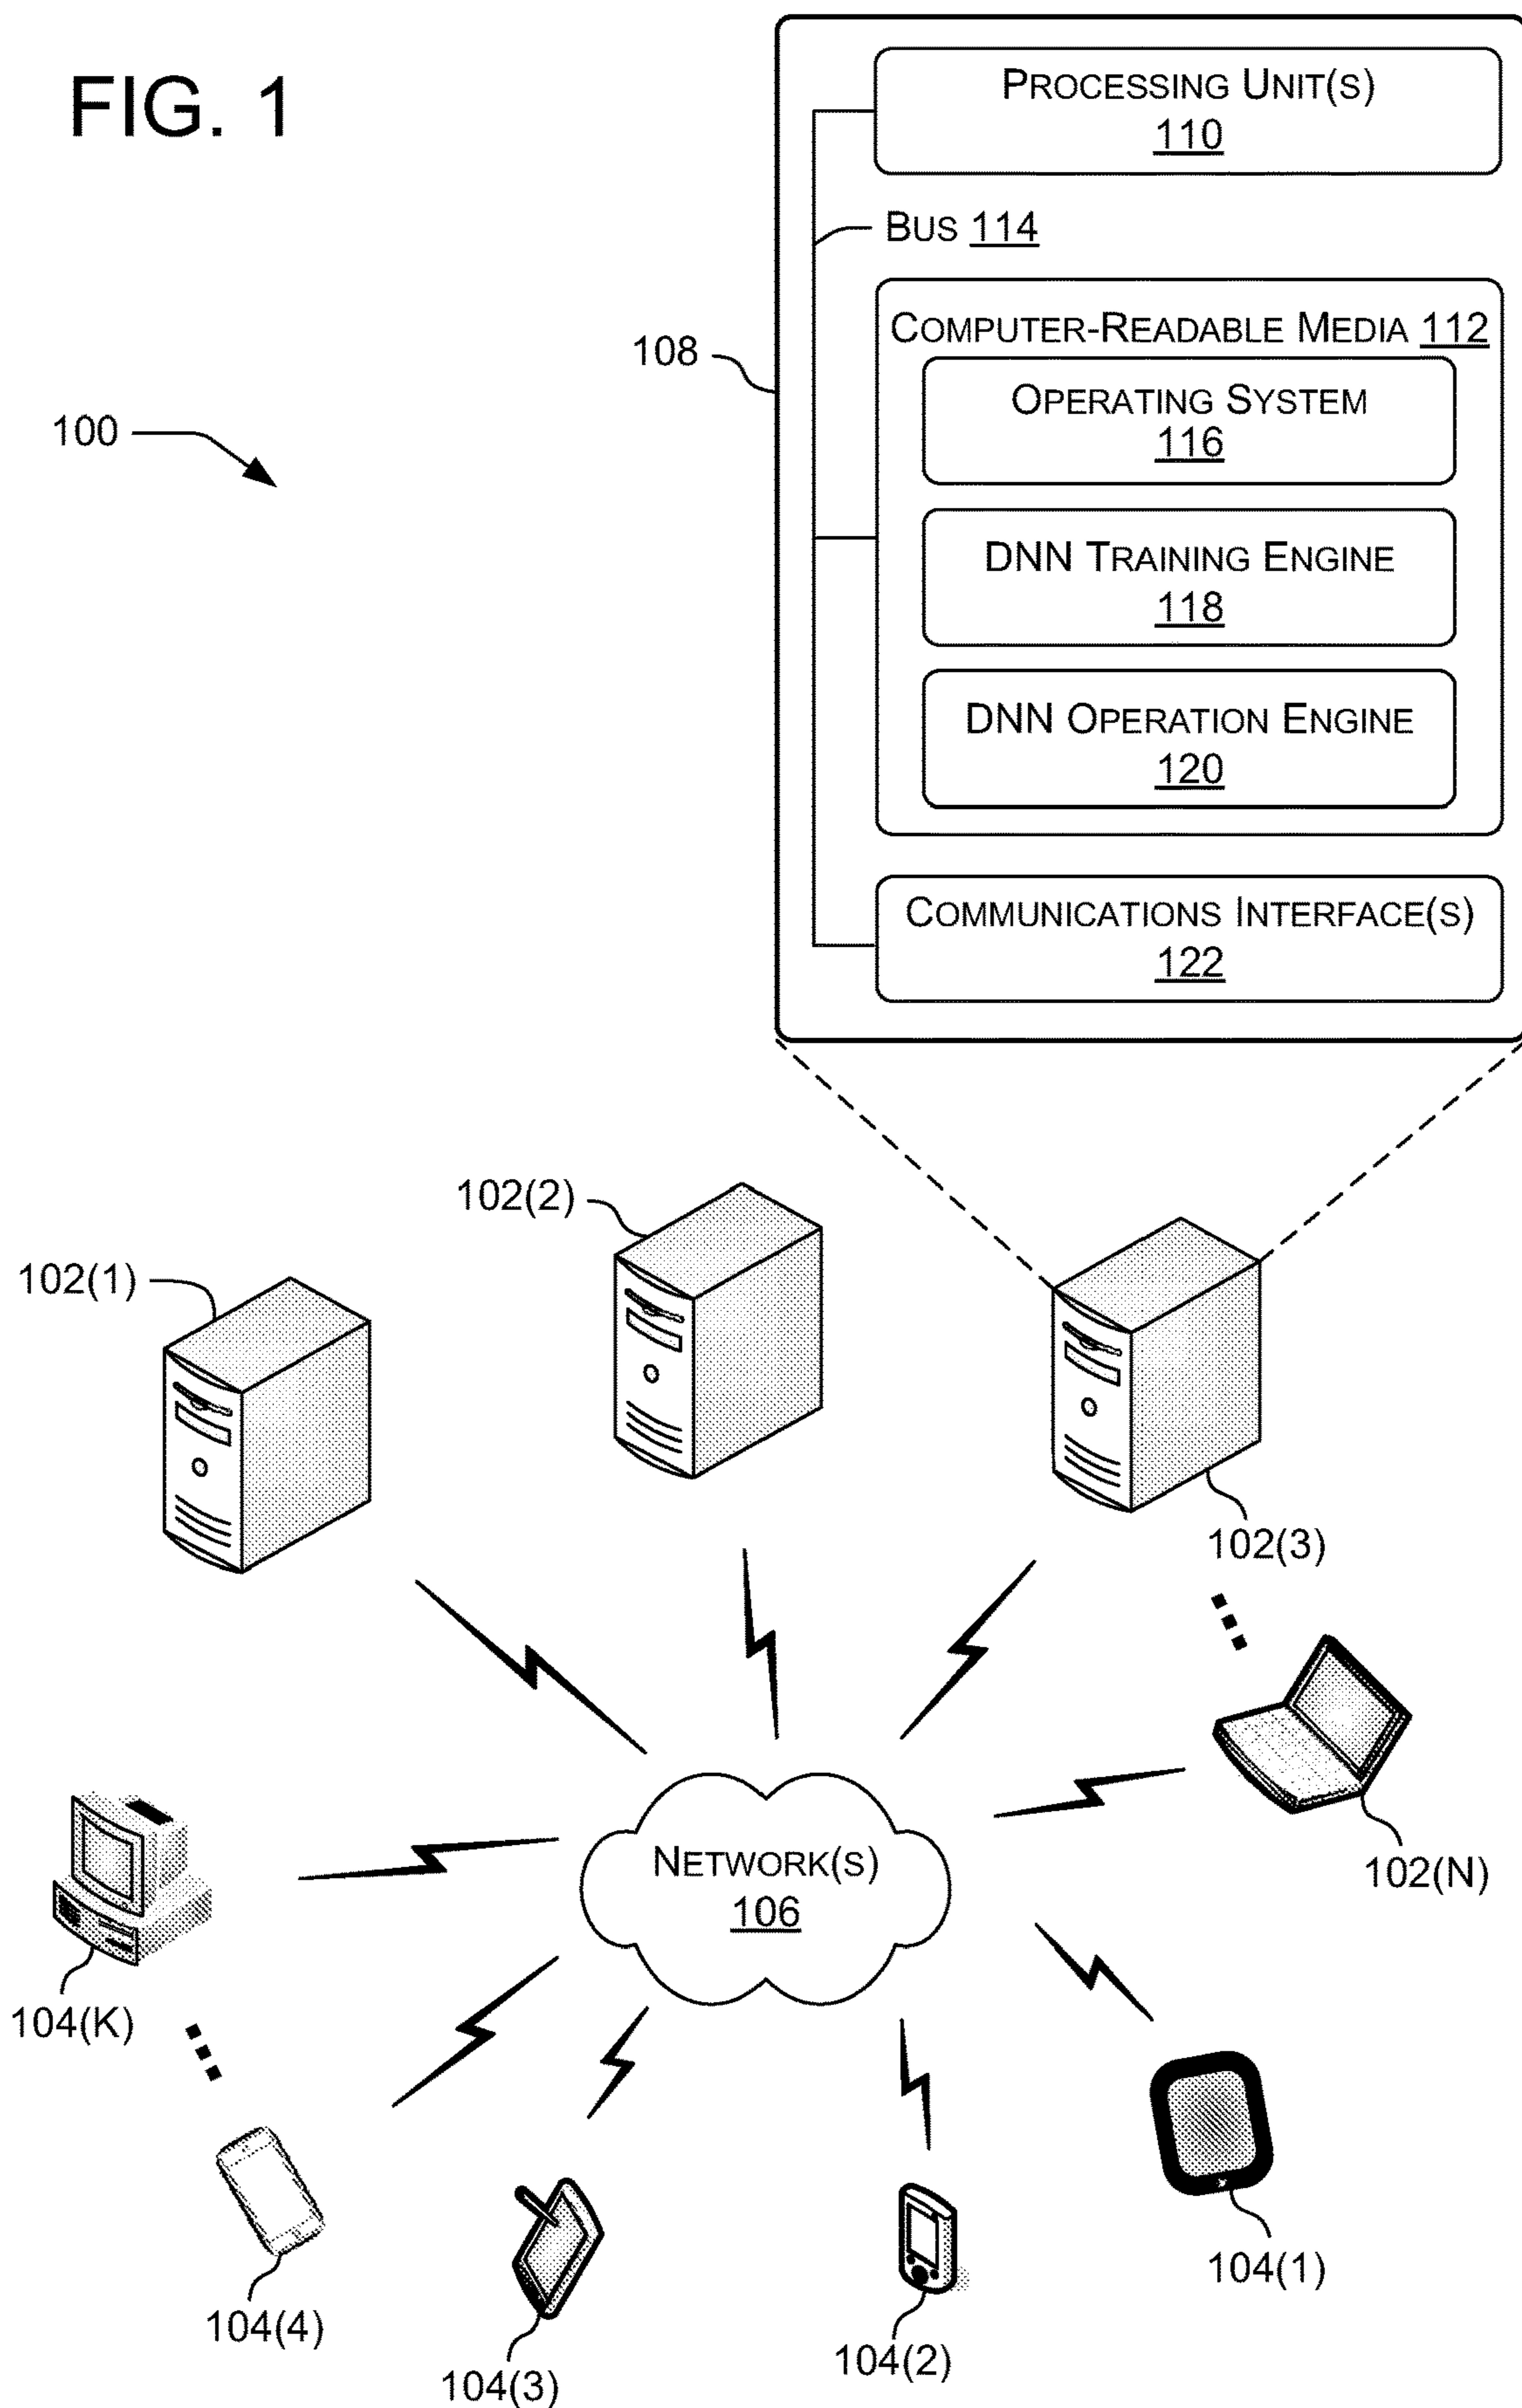 FIG. 1
PROCESSING UNIT(S)
110
BUS 114
COMPUTER-READABLE MEDIA 112
108
OPERATING SYSTEM
116
100
DNN TRAINING ENGINE
118
DNN OPERATION ENGINE
120
COMMUNICATIONS INTERFACE(S)
122
102(2)
102(1)
102(3)
NETWORK(S)
106
102(N)
104(K)
104(1)
104(4)
104(2)
104(3)